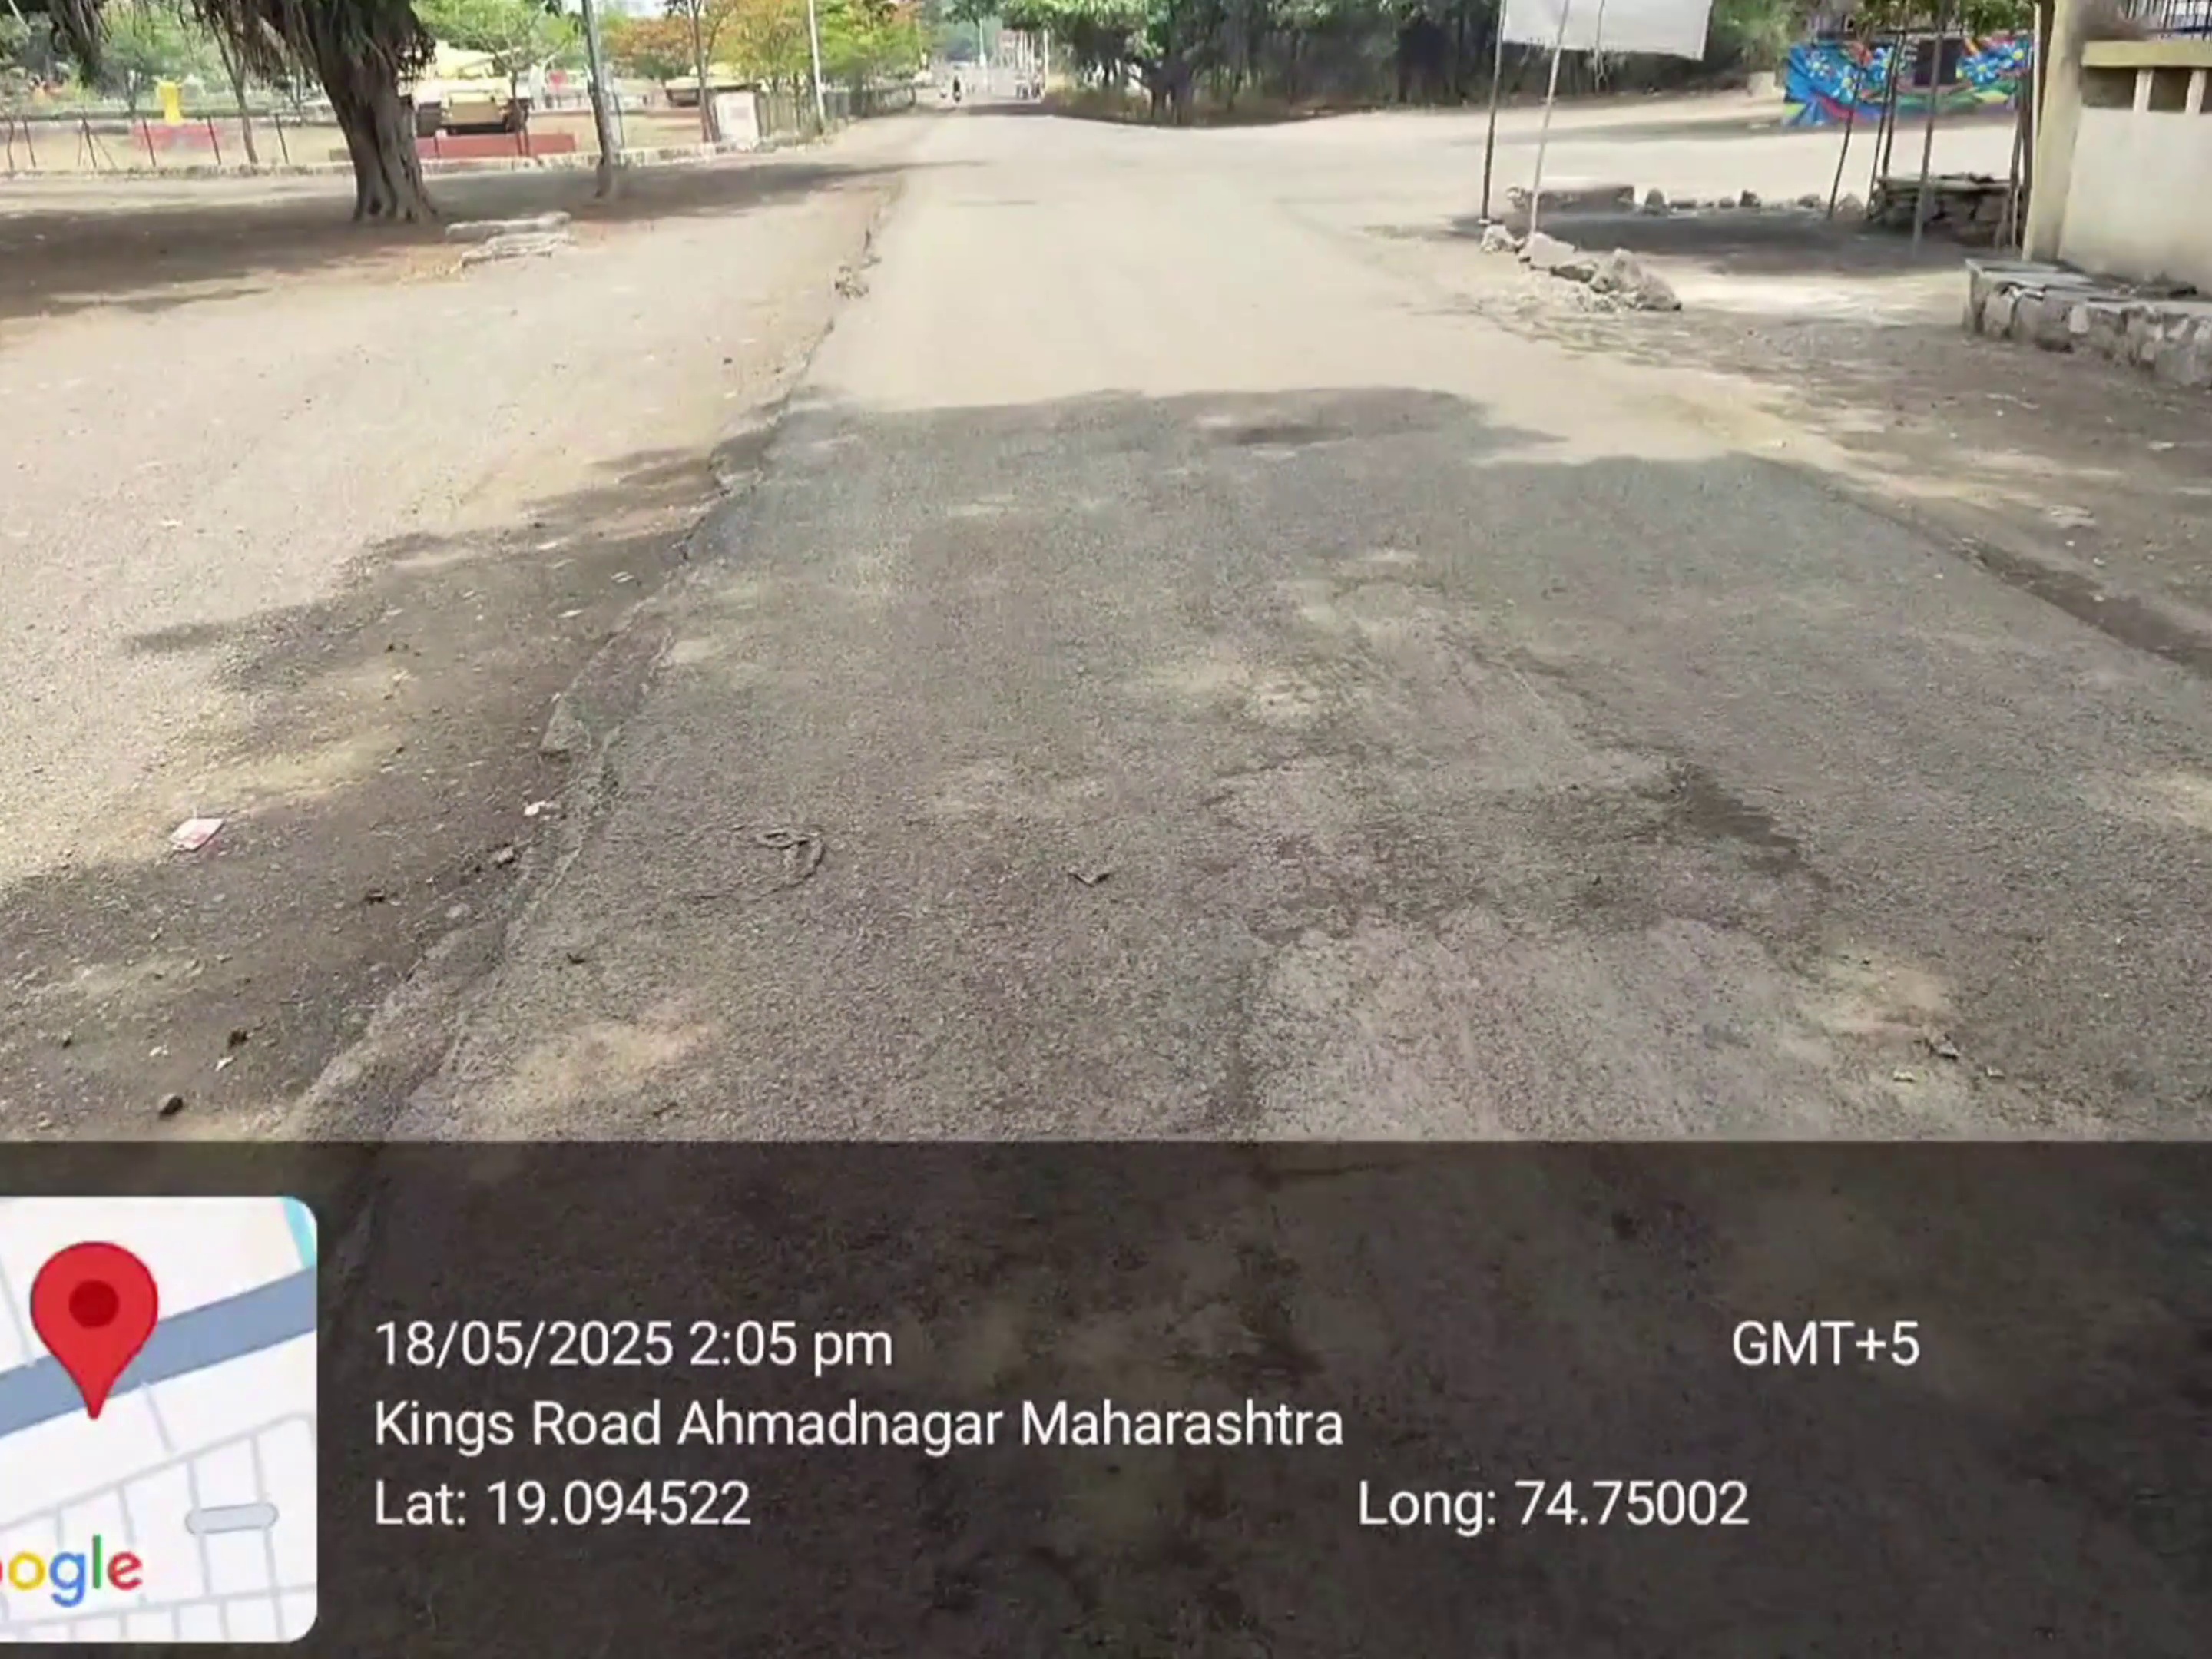 18/05/2025 2:05 pm GMT+5
Kings Road Ahmadnagar Maharashtra
Lat: 19.094522 Long: 74.75002
ogle